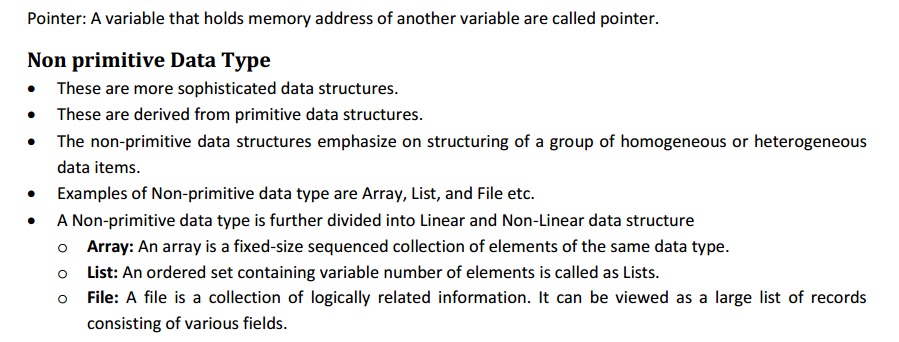 Pointer: A variable that holds memory address of another variable are called pointer.
Non primitive Data Type
• These are more sophisticated data structures.
• These are derived from primitive data structures.
• The non-primitive data structures emphasize on structuring of a group of homogeneous or heterogeneous
data items.
• Examples of Non-primitive data type are Array, List, and File etc.
• A Non-primitive data type is further divided into Linear and Non-Linear data structure
o Array: An array is a fixed-size sequenced collection of elements of the same data type.
o List: An ordered set containing variable number of elements is called as Lists.
o File: A file is a collection of logically related information. It can be viewed as a large list of records
consisting of various fields.